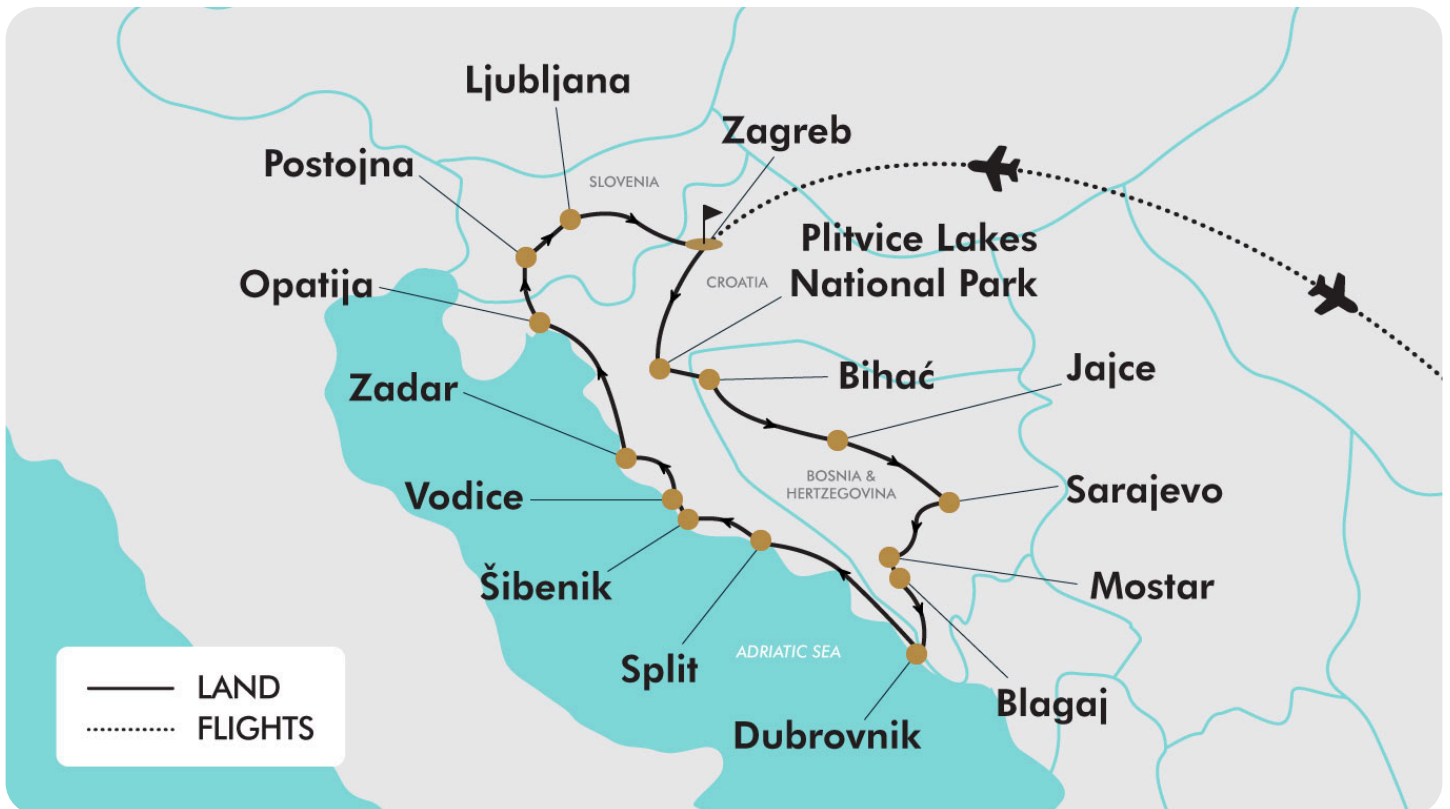 Ljubljana
Zagreb
Postojna
SLOVENIA
Plitvice Lakes
National Park
Opatija
CROATIA
Bihać
Jajce
Zadar
BOSNIA &
HERTZEGOVINA
Vodice
Sarajevo
Šibenik
Mostar
ADRIATIC SEA
Split
Blagaj
Dubrovnik
LAND
FLIGHTS